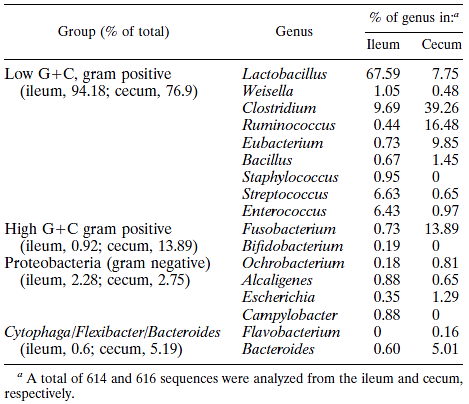 Group (% of total) Genus % of genus in:a
Ileum Cecum
Low G+C, gram positive Lactobacillus 67.59 7.75
(ileum, 94.18; cecum, 76.9) Weisella 1.05 0.48
Clostridium 9.69 39.26
Ruminococcus 0.44 16.48
Eubacterium 0.73 9.85
Bacillus 0.67 1.45
Staphylococcus 0.95 0
Streptococcus 6.63 0.65
Enterococcus 6.43 0.97
High G+C gram positive Fusobacterium 0.73 13.89
(ileum, 0.92; cecum, 13.89) Bifidobacterium 0.19 0
Proteobacteria (gram negative) Ochrobacterium 0.18 0.81
(ileum, 2.28; cecum, 2.75) Alcaligenes 0.88 0.65
Escherichia 0.35 1.29
Campylobacter 0.88 0
Cytophaga/Flexibacter/Bacteroides Flavobacterium 0 0.16
(ileum, 0.6; cecum, 5.19) Bacteroides 0.60 5.01
a A total of 614 and 616 sequences were analyzed from the ileum and cecum,
respectively.